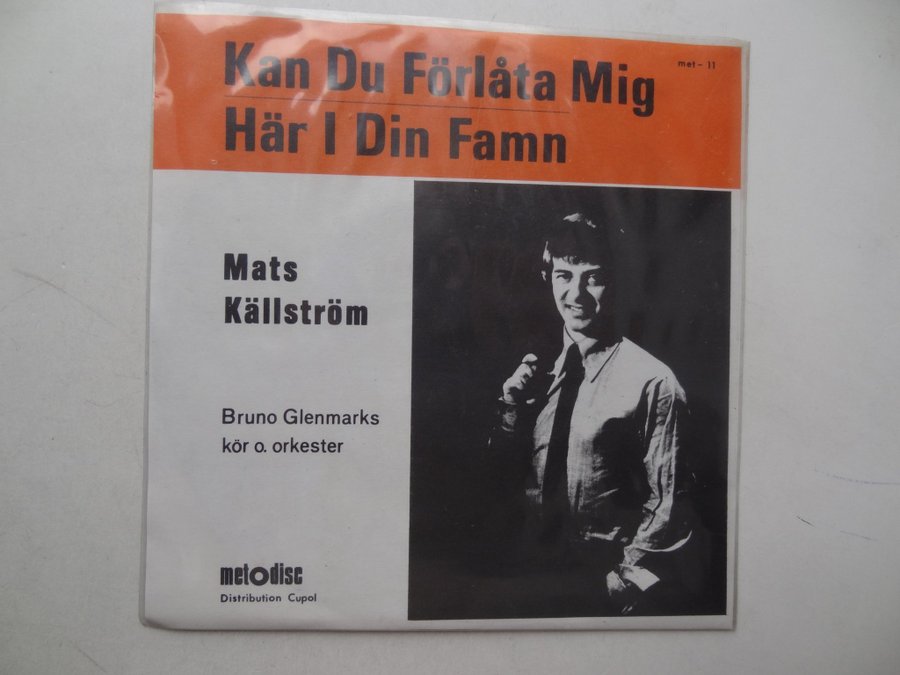 Kan Du Förlåta Mig
met - 11
Här I Din Famn
Mats
Källström
Bruno Glenmarks
kör o. orkester
metodisc
Distribution Cupol